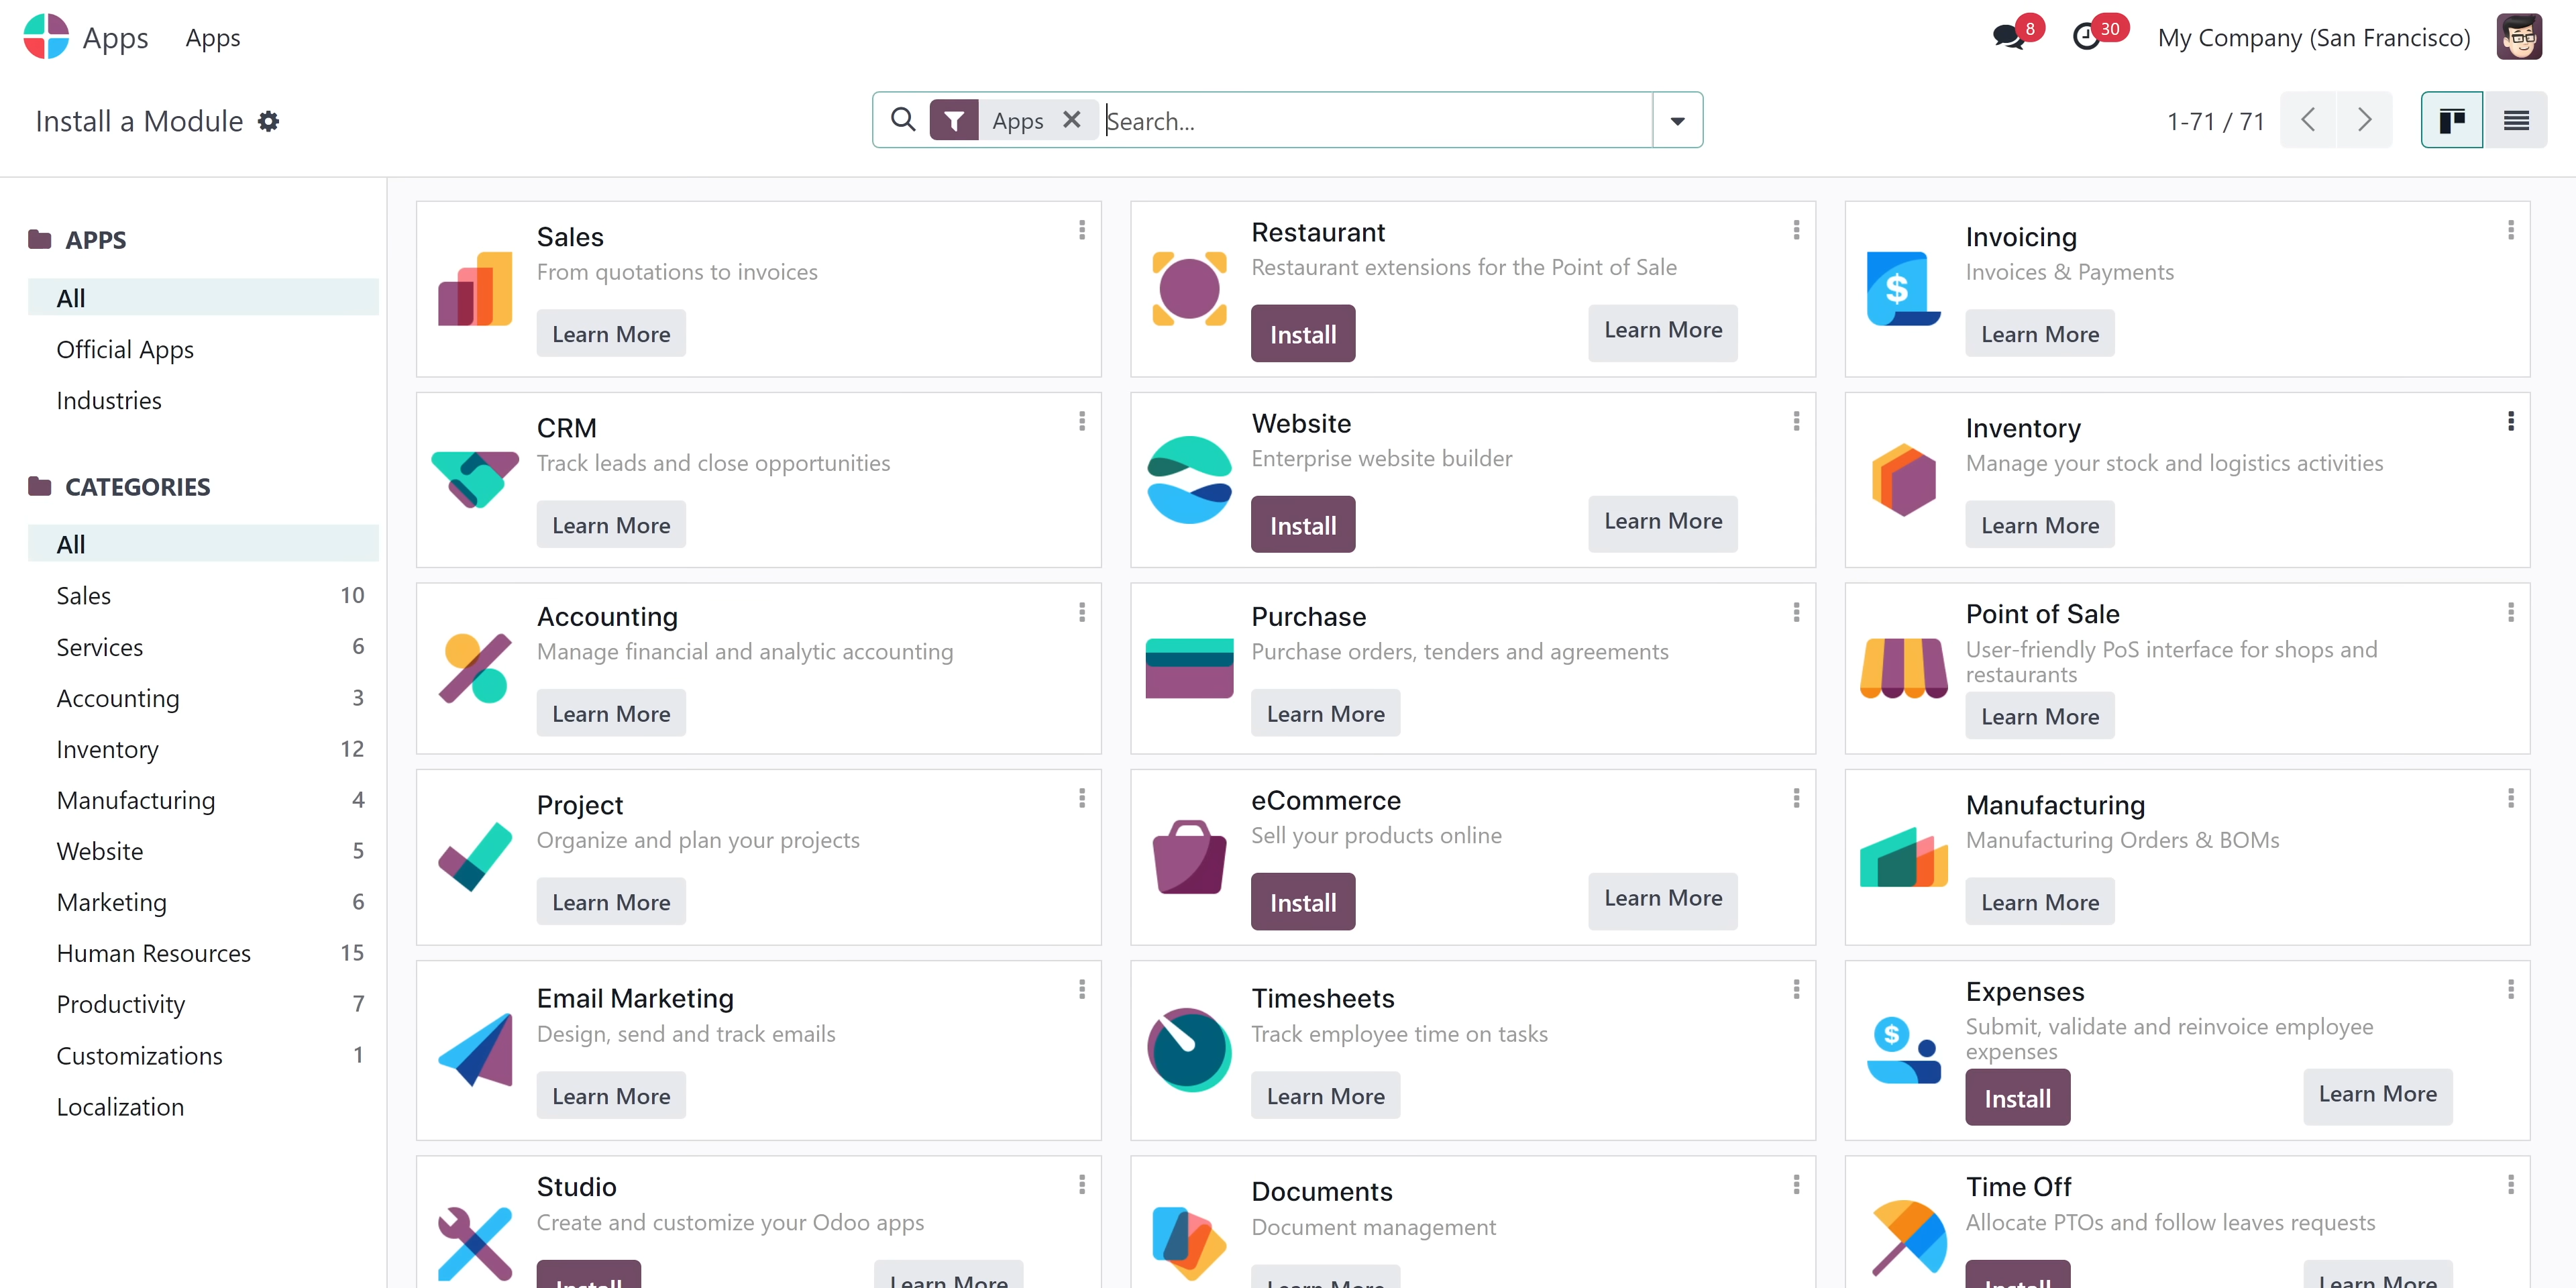 Apps Apps 8 30 My Company (San Francisco)
Install a Module Apps Search... 1-71 / 71
APPS
All
Official Apps
Industries
CATEGORIES
All
Sales 10
Services 6
Accounting 3
Inventory 12
Manufacturing 4
Website 5
Marketing 6
Human Resources 15
Productivity 7
Customizations 1
Localization
Sales
From quotations to invoices
Learn More
Restaurant
Restaurant extensions for the Point of Sale
Install Learn More
Invoicing
Invoices & Payments
Learn More
CRM
Track leads and close opportunities
Learn More
Website
Enterprise website builder
Install Learn More
Inventory
Manage your stock and logistics activities
Learn More
Accounting
Manage financial and analytic accounting
Learn More
Purchase
Purchase orders, tenders and agreements
Learn More
Point of Sale
User-friendly PoS interface for shops and
restaurants
Learn More
Project
Organize and plan your projects
Learn More
eCommerce
Sell your products online
Install Learn More
Manufacturing
Manufacturing Orders & BOMs
Learn More
Email Marketing
Design, send and track emails
Learn More
Timesheets
Track employee time on tasks
Learn More
Expenses
Submit, validate and reinvoice employee
expenses
Install Learn More
Studio
Create and customize your Odoo apps
Install Learn More
Documents
Document management
Learn More
Time Off
Allocate PTOs and follow leaves requests
Install Learn More